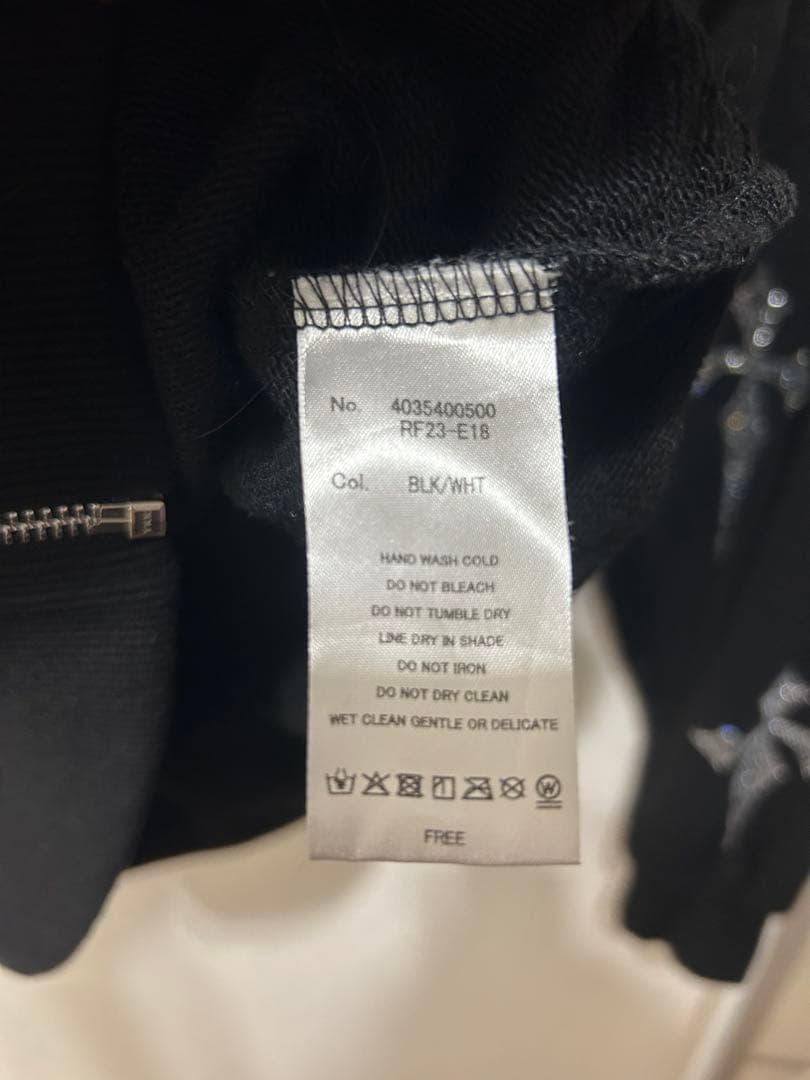 No. 4035400500
RF23-E18
Col. BLK/WHT
HAND WASH COLD
DO NOT BLEACH
DO NOT TUMBLE DRY
LINE DRY IN SHADE
DO NOT IRON
DO NOT DRY CLEAN
WET CLEAN GENTLE OR DELICATE
W
FREE